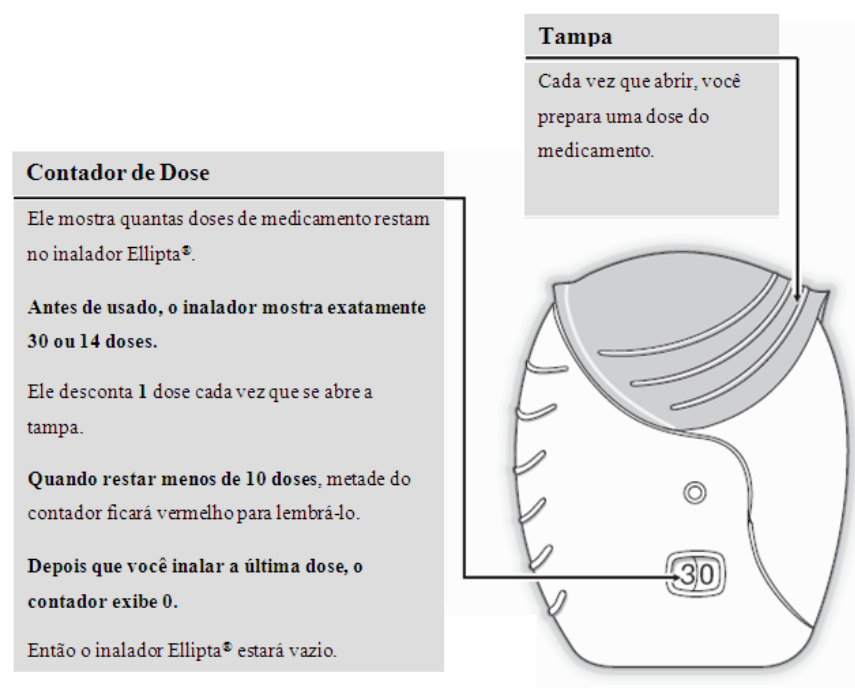 Tampa
Cada vez que abrir, você
prepara uma dose do
medicamento.
Contador de Dose
Ele mostra quantas doses de medicamento restam
no inalador Ellipta®.
Antes de usado, o inalador mostra exatamente
30 ou 14 doses.
Ele desconta 1 dose cada vez que se abre a
tampa.
Quando restar menos de 10 doses, metade do
contador ficará vermelho para lembrá-lo.
Depois que você inalar a última dose, o
contador exibe 0.
Então o inalador Ellipta® estará vazio.
30